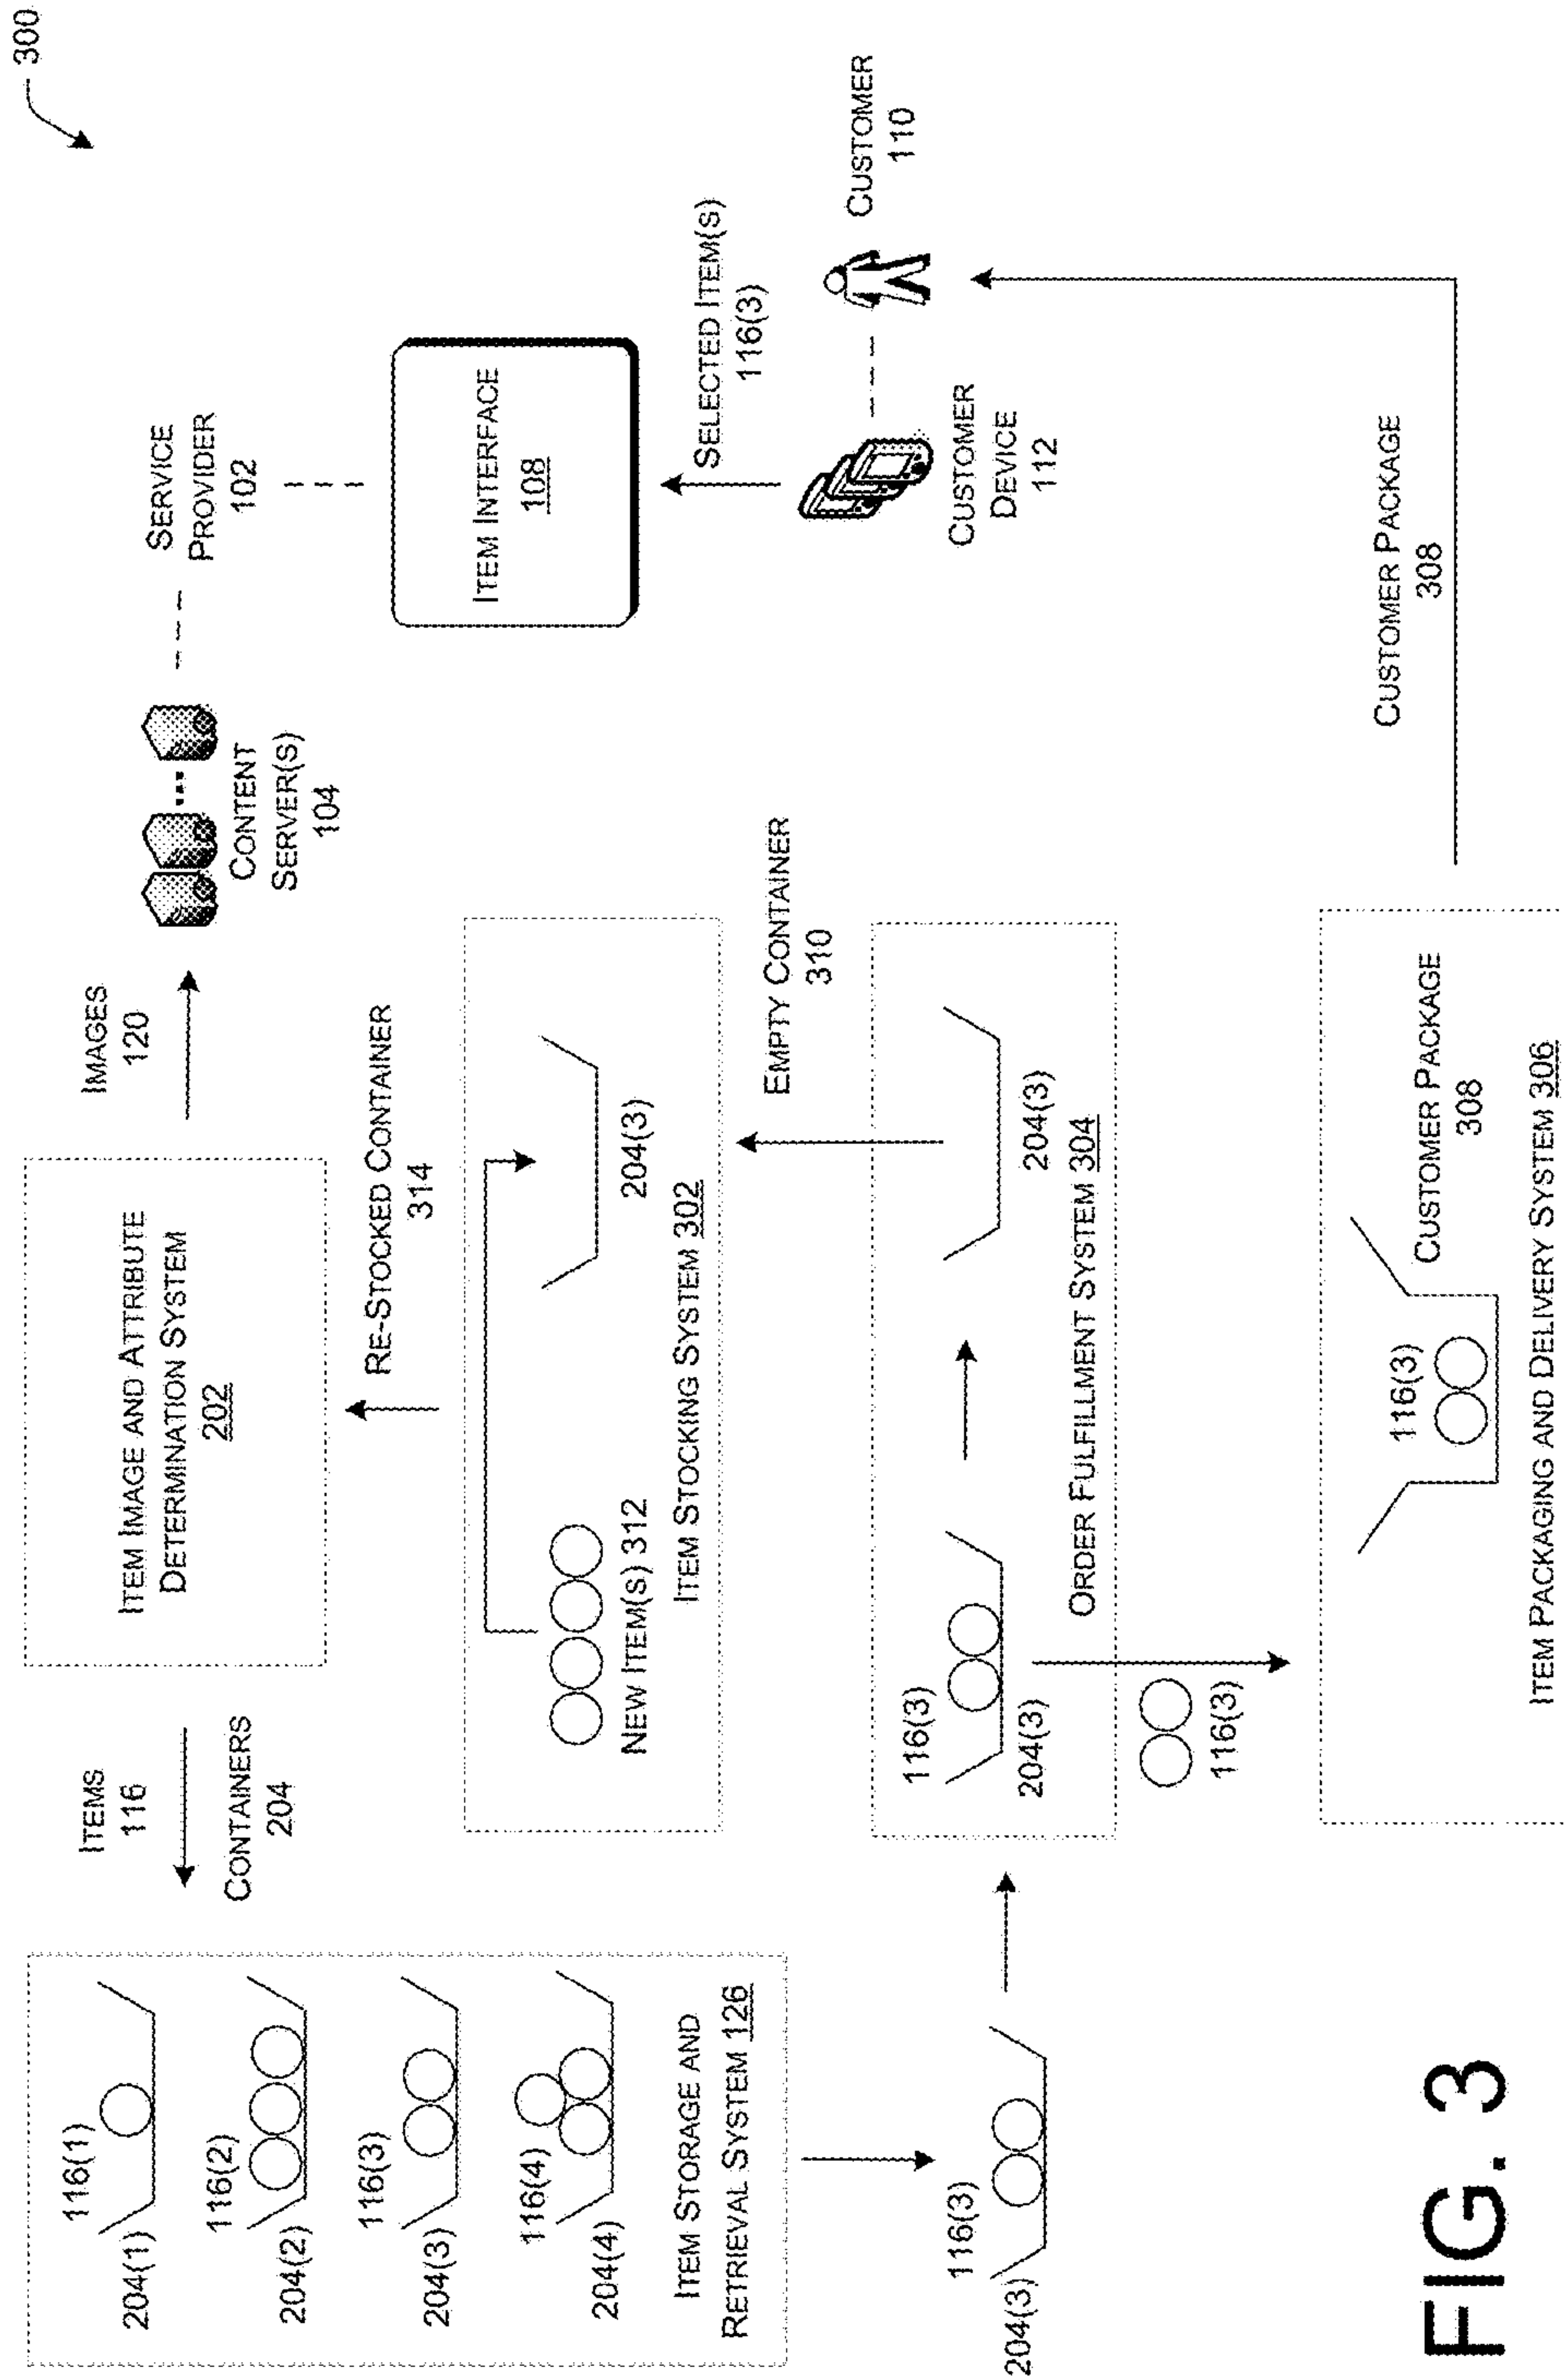 300
ITEM STORAGE AND
RETRIEVAL SYSTEM 126
116(1)
204(1)
116(2)
204(2)
116(3)
204(3)
116(4)
204(4)
ITEMS
116
CONTAINERS
204
ITEM IMAGE AND ATTRIBUTE
DETERMINATION SYSTEM
202
IMAGES
120
CONTENT
SERVER(S)
104
SERVICE
PROVIDER
102
RE-STOCKED CONTAINER
314
NEW ITEM(S) 312
204(3)
ITEM STOCKING SYSTEM 302
ITEM INTERFACE
108
EMPTY CONTAINER
310
SELECTED ITEM(S)
116(3)
CUSTOMER
DEVICE
112
CUSTOMER
110
116(3)
204(3)
116(3)
204(3)
204(3)
ORDER FULFILLMENT SYSTEM 304
116(3)
116(3)
CUSTOMER PACKAGE
308
ITEM PACKAGING AND DELIVERY SYSTEM 306
CUSTOMER PACKAGE
308
FIG. 3